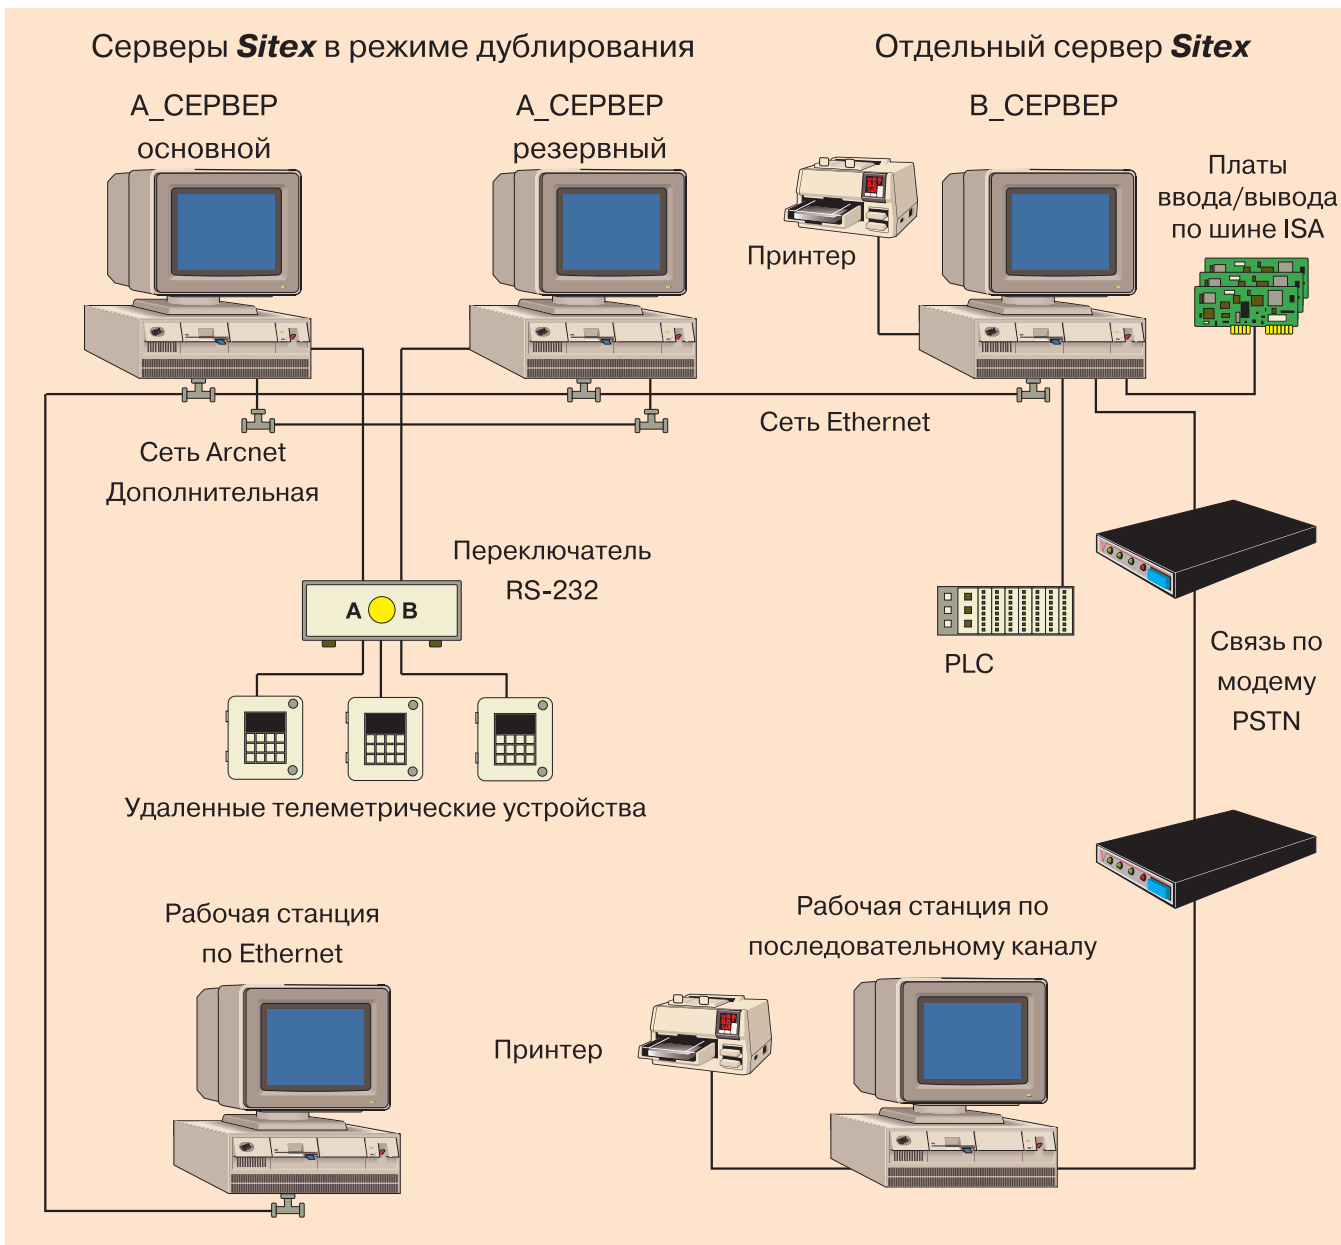 Серверы Sitex в режиме дублирования
Отдельный сервер Sitex
А_СЕРВЕР
основной
А_СЕРВЕР
резервный
В_СЕРВЕР
Платы
ввода/вывода
по шине ISA
Принтер
Сеть Ethernet
Сеть Arcnet
Дополнительная
Переключатель
RS-232
A B
PLC
Связь по
модему
PSTN
Удаленные телеметрические устройства
Рабочая станция
по Ethernet
Рабочая станция по
последовательному каналу
Принтер